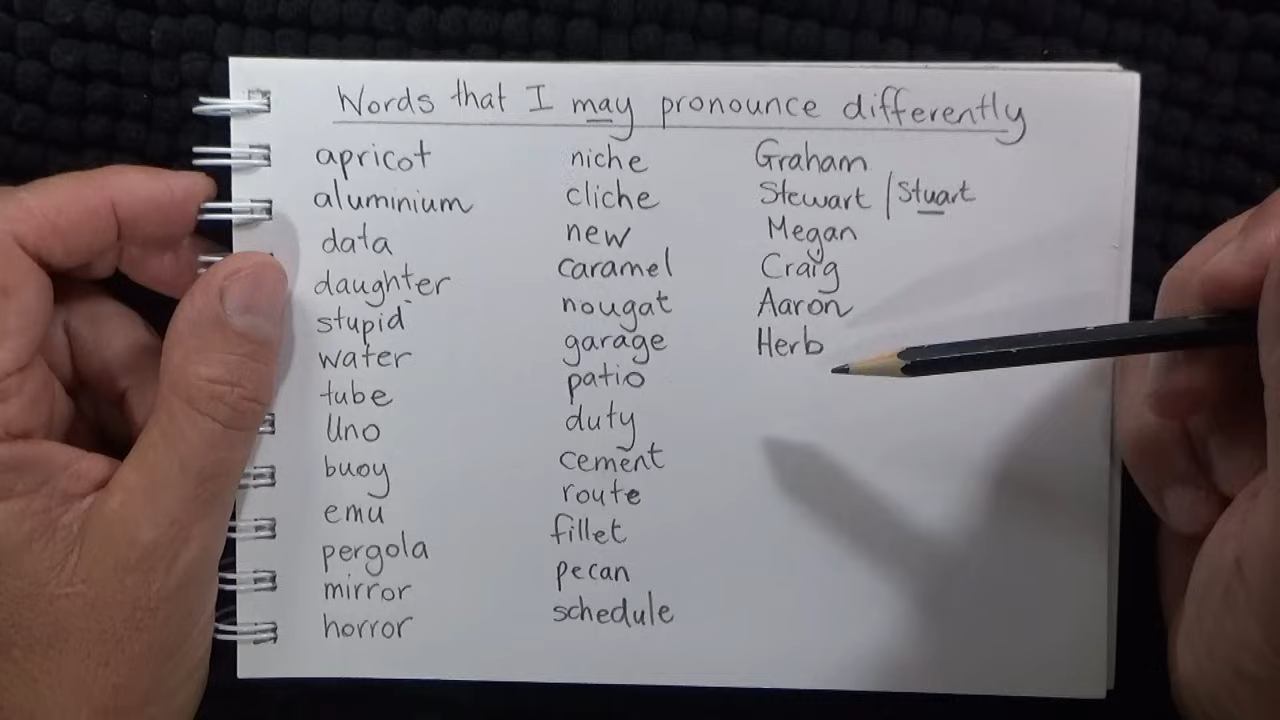 Words that I may pronounce differently
apricot
aluminium
data
daughter
stupid
water
tube
Uno
buoy
emu
pergola
mirror
horror
niche
cliche
new
caramel
nougat
garage
patio
duty
cement
route
fillet
pecan
schedule
Graham
Stewart / Stuart
Megan
Craig
Aaron
Herb